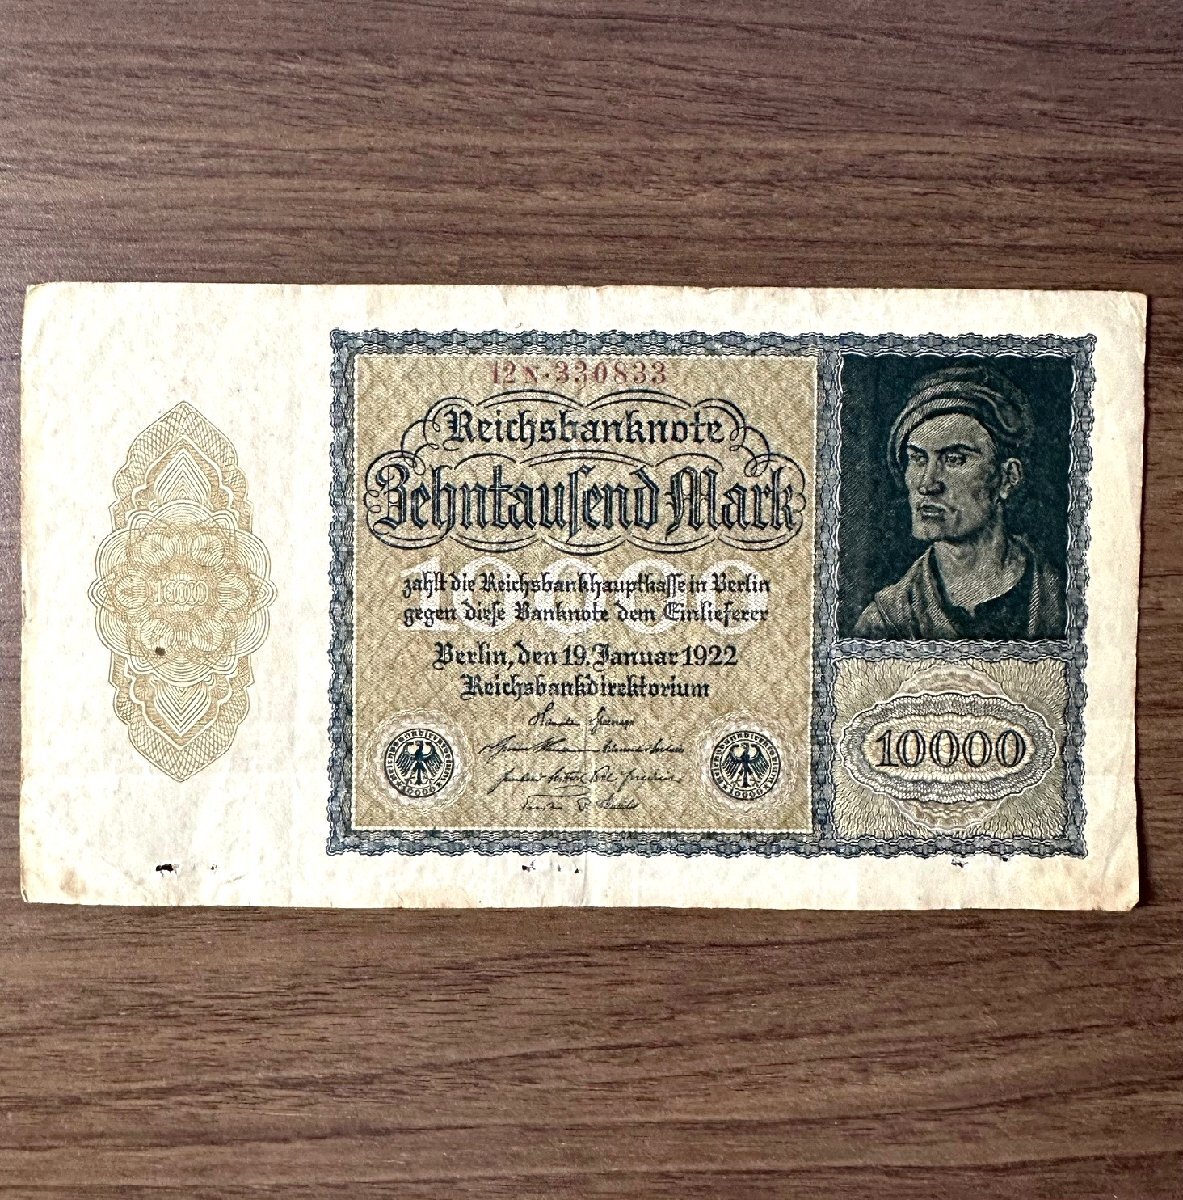 12N·330833
Reichsbanknote
Zehntauſend Mark
10000
zahlt die Reichsbankhauptkaſſe in Berlin
gegen dieſe Banknote dem Einlieferer
Berlin, den 19. Januar 1922
Reichsbankdirektorium
10000